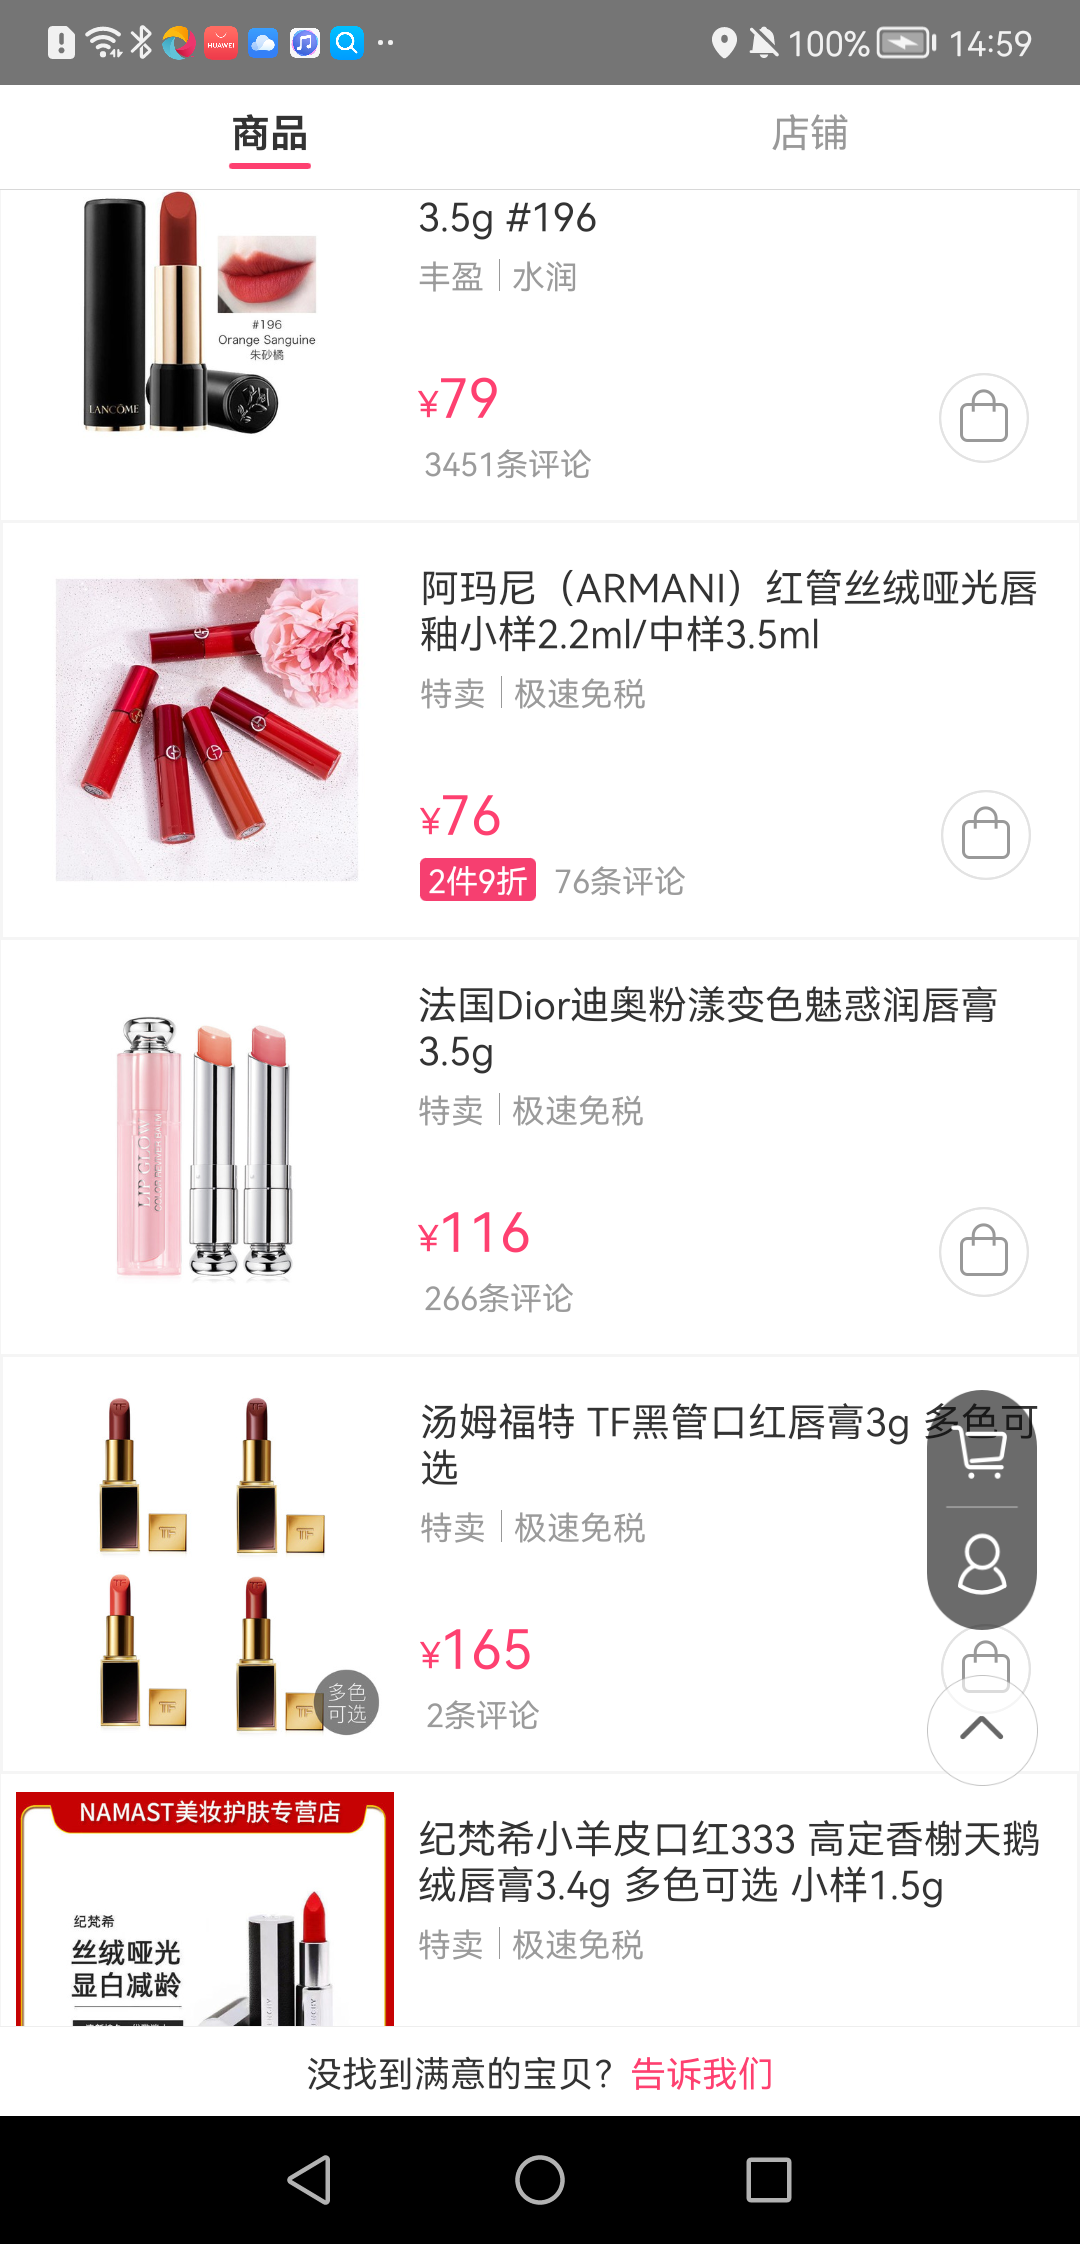 HUAWEI
100%
14:59
商品
店铺
3.5g #196
丰盈 | 水润
#196
Orange Sanguine
朱砂橘
LANCÔME
¥79
3451条评论
阿玛尼（ARMANI）红管丝绒哑光唇
釉小样2.2ml/中样3.5ml
特卖 | 极速免税
¥76
2件9折 76条评论
法国Dior迪奥粉漾变色魅惑润唇膏
3.5g
特卖 | 极速免税
LIP GLOW
¥116
266条评论
汤姆福特 TF黑管口红唇膏3g 多色可
选
特卖 | 极速免税
TF
TF
TF
TF
多色
可选
¥165
2条评论
NAMAST美妆护肤专营店
纪梵希
丝绒哑光
显白减龄
纪梵希小羊皮口红333 高定香榭天鹅
绒唇膏3.4g 多色可选 小样1.5g
特卖 | 极速免税
没找到满意的宝贝？告诉我们